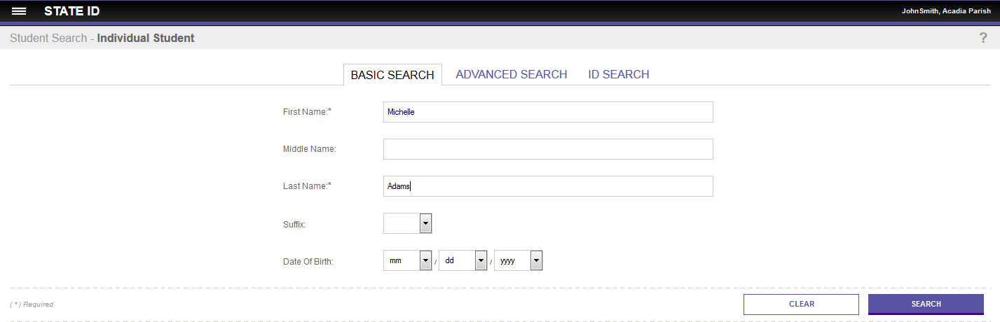 STATE ID
JohnSmith, Acadia Parish
Student Search - Individual Student
?
BASIC SEARCH ADVANCED SEARCH ID SEARCH
First Name:* Michelle
Middle Name:
Last Name:* Adams
Suffix:
Date Of Birth: mm / dd / yyyy
( * ) Required
CLEAR SEARCH